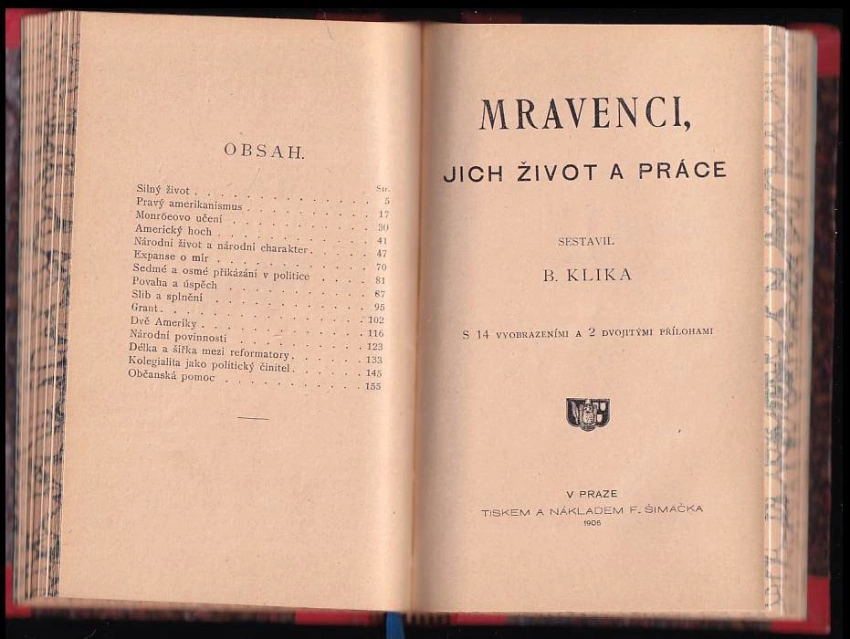 OBSAH.
Str.
Silný život . . . . . . . . . . . . 5
Pravý amerikanismus . . . . . . . . . 17
Monröeovo učení . . . . . . . . . . 30
Americký hoch . . . . . . . . . . . 41
Národní život a národní charakter . . . . . 47
Expanse o mír . . . . . . . . . . . 70
Sedmé a osmé přikázání v politice . . . . . 81
Povaha a úspěch . . . . . . . . . . 87
Slib a splnění . . . . . . . . . . . 95
Grant . . . . . . . . . . . . . . 102
Dvě Ameriky . . . . . . . . . . . . 116
Národní povinnosti . . . . . . . . . 123
Délka a šířka mezi reformatory . . . . . . 133
Kolegialita jako politický činitel . . . . . . 145
Občanská pomoc . . . . . . . . . . 155
MRAVENCI,
JICH ŽIVOT A PRÁCE
SESTAVIL
B. KLIKA
S 14 VYOBRAZENÍMI A 2 DVOJITÝMI PŘÍLOHAMI
V PRAZE
TISKEM A NÁKLADEM F. ŠIMÁČKA
1906